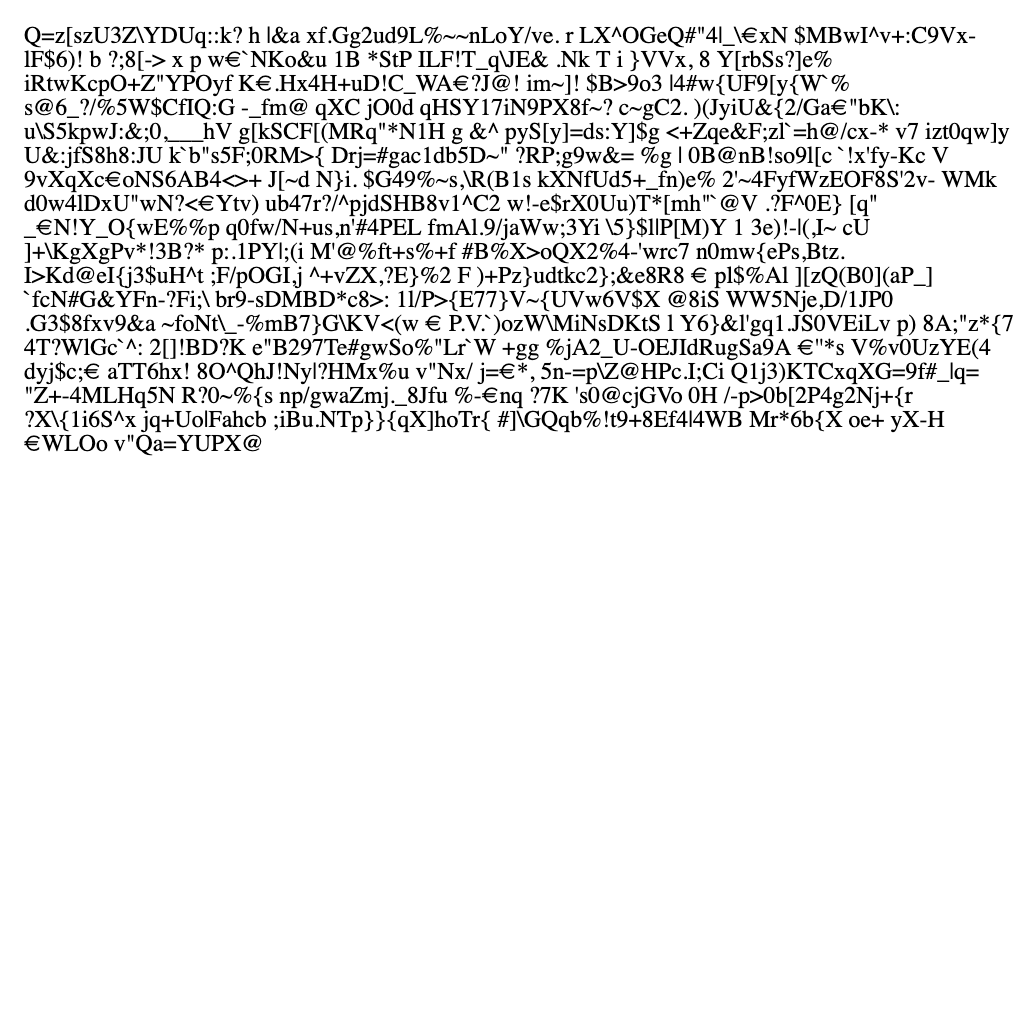 Q=z[szU3Z\YDUq::k? h |&a xf.Gg2ud9L%~~nLoY/ve. r LX^OGeQ#"4|_\€xN $MBwI^v+:C9Vx-
lF$6)! b ?;8[-> x p w€`NKo&u 1B *StP ILF!T_q\JE& .Nk T i }VVx, 8 Y[rbSs?]e%
iRtwKcpO+Z"YPOyf K€.Hx4H+uD!C_WA€?J@! im~]! $B>9o3 |4#w{UF9[y{W`%
s@6_?/%5W$CfIQ:G -_fm@ qXC jO0d qHSY17iN9PX8f~? c~gC2. )(JyiU&{2/Ga€"bK\:
u\S5kpwJ:&;0,___hV g[kSCF[(MRq"*N1H g &^ pyS[y]=ds:Y]$g <+Zqe&F;zl`=h@/cx-* v7 izt0qw]y
U&:jfS8h8:JU k`b"s5F;0RM>{ Drj=#gac1db5D~" ?RP;g9w&= %g | 0B@nB!so9l[c `!x'fy-Kc V
9vXqXc€oNS6AB4<>+ J[~d N}i. $G49%~s,\R(B1s kXNfUd5+_fn)e% 2'~4FyfWzEOF8S'2v- WMk
d0w4lDxU"wN?<€Ytv) ub47r?/^pjdSHB8v1^C2 w!-e$rX0Uu)T*[mh"`@V .?F^0E} [q"
_€N!Y_O{wE%%p q0fw/N+us,n'#4PEL fmAl.9/jaWw;3Yi \5}$l|P[M)Y 1 3e)!-|(,I~ cU
]+\KgXgPv*!3B?* p:.1PY|;(i M'@%ft+s%+f #B%X>oQX2%4-'wrc7 n0mw{ePs,Btz.
I>Kd@eI{j3$uH^t ;F/pOGI,j ^+vZX,?E}%2 F )+Pz}udtkc2};&e8R8 € pl$%Al ][zQ(B0](aP_]
`fcN#G&YFn-?Fi;\ br9-sDMBD*c8>: 1l/P>{E77}V~{UVw6V$X @8iS WW5Nje,D/1JP0
.G3$8fxv9&a ~foNt\_-%mB7}G\KV<(w € P.V.`)ozW\MiNsDKtS l Y6}&l'gq1.JS0VEiLv p) 8A;"z*{7
4T?WlGc`^: 2[]!BD?K e"B297Te#gwSo%"Lr`W +gg %jA2_U-OEJIdRugSa9A €"*s V%v0UzYE(4
dyj$c;€ aTT6hx! 8O^QhJ!Ny|?HMx%u v"Nx/ j=€*, 5n-=p\Z@HPc.I;Ci Q1j3)KTCxqXG=9f#_|q=
"Z+-4MLHq5N R?0~%{s np/gwaZmj._8Jfu %-€nq ?7K 's0@cjGVo 0H /-p>0b[2P4g2Nj+{r
?X\{1i6S^x jq+Uo|Fahcb ;iBu.NTp}}{qX]hoTr{ #]\GQqb%!t9+8Ef4|4WB Mr*6b{X oe+ yX-H
€WLOo v"Qa=YUPX@